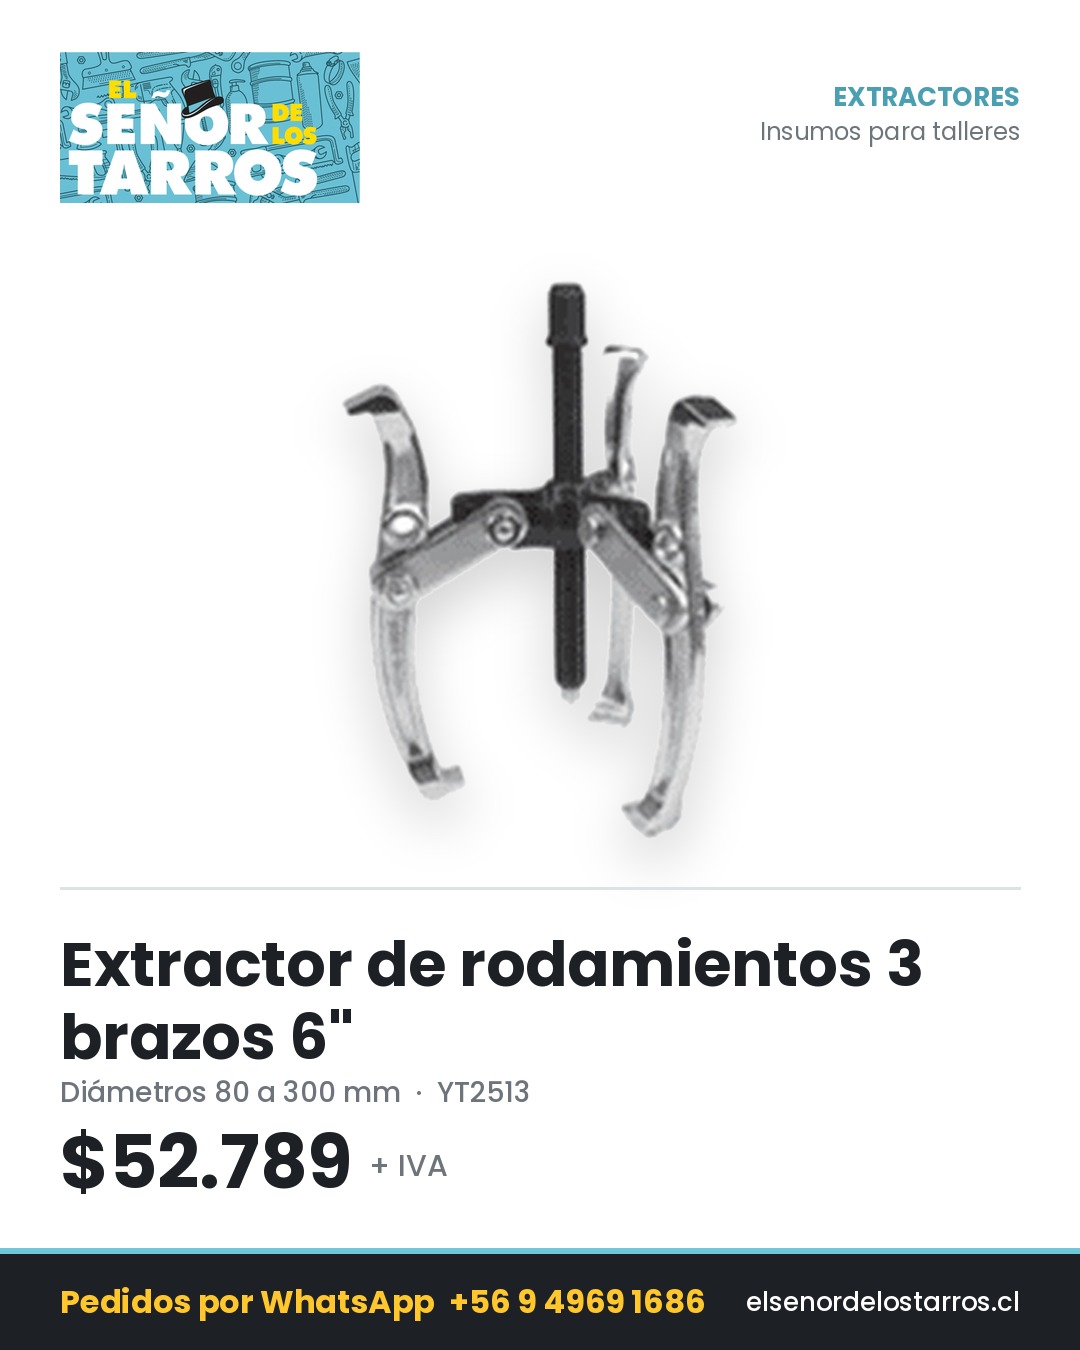 EL
SEÑOR DE
LOS
TARROS
EXTRACTORES
Insumos para talleres
Extractor de rodamientos 3
brazos 6"
Diámetros 80 a 300 mm · YT2513
$52.789 + IVA
Pedidos por WhatsApp +56 9 4969 1686 elsenordelostarros.cl